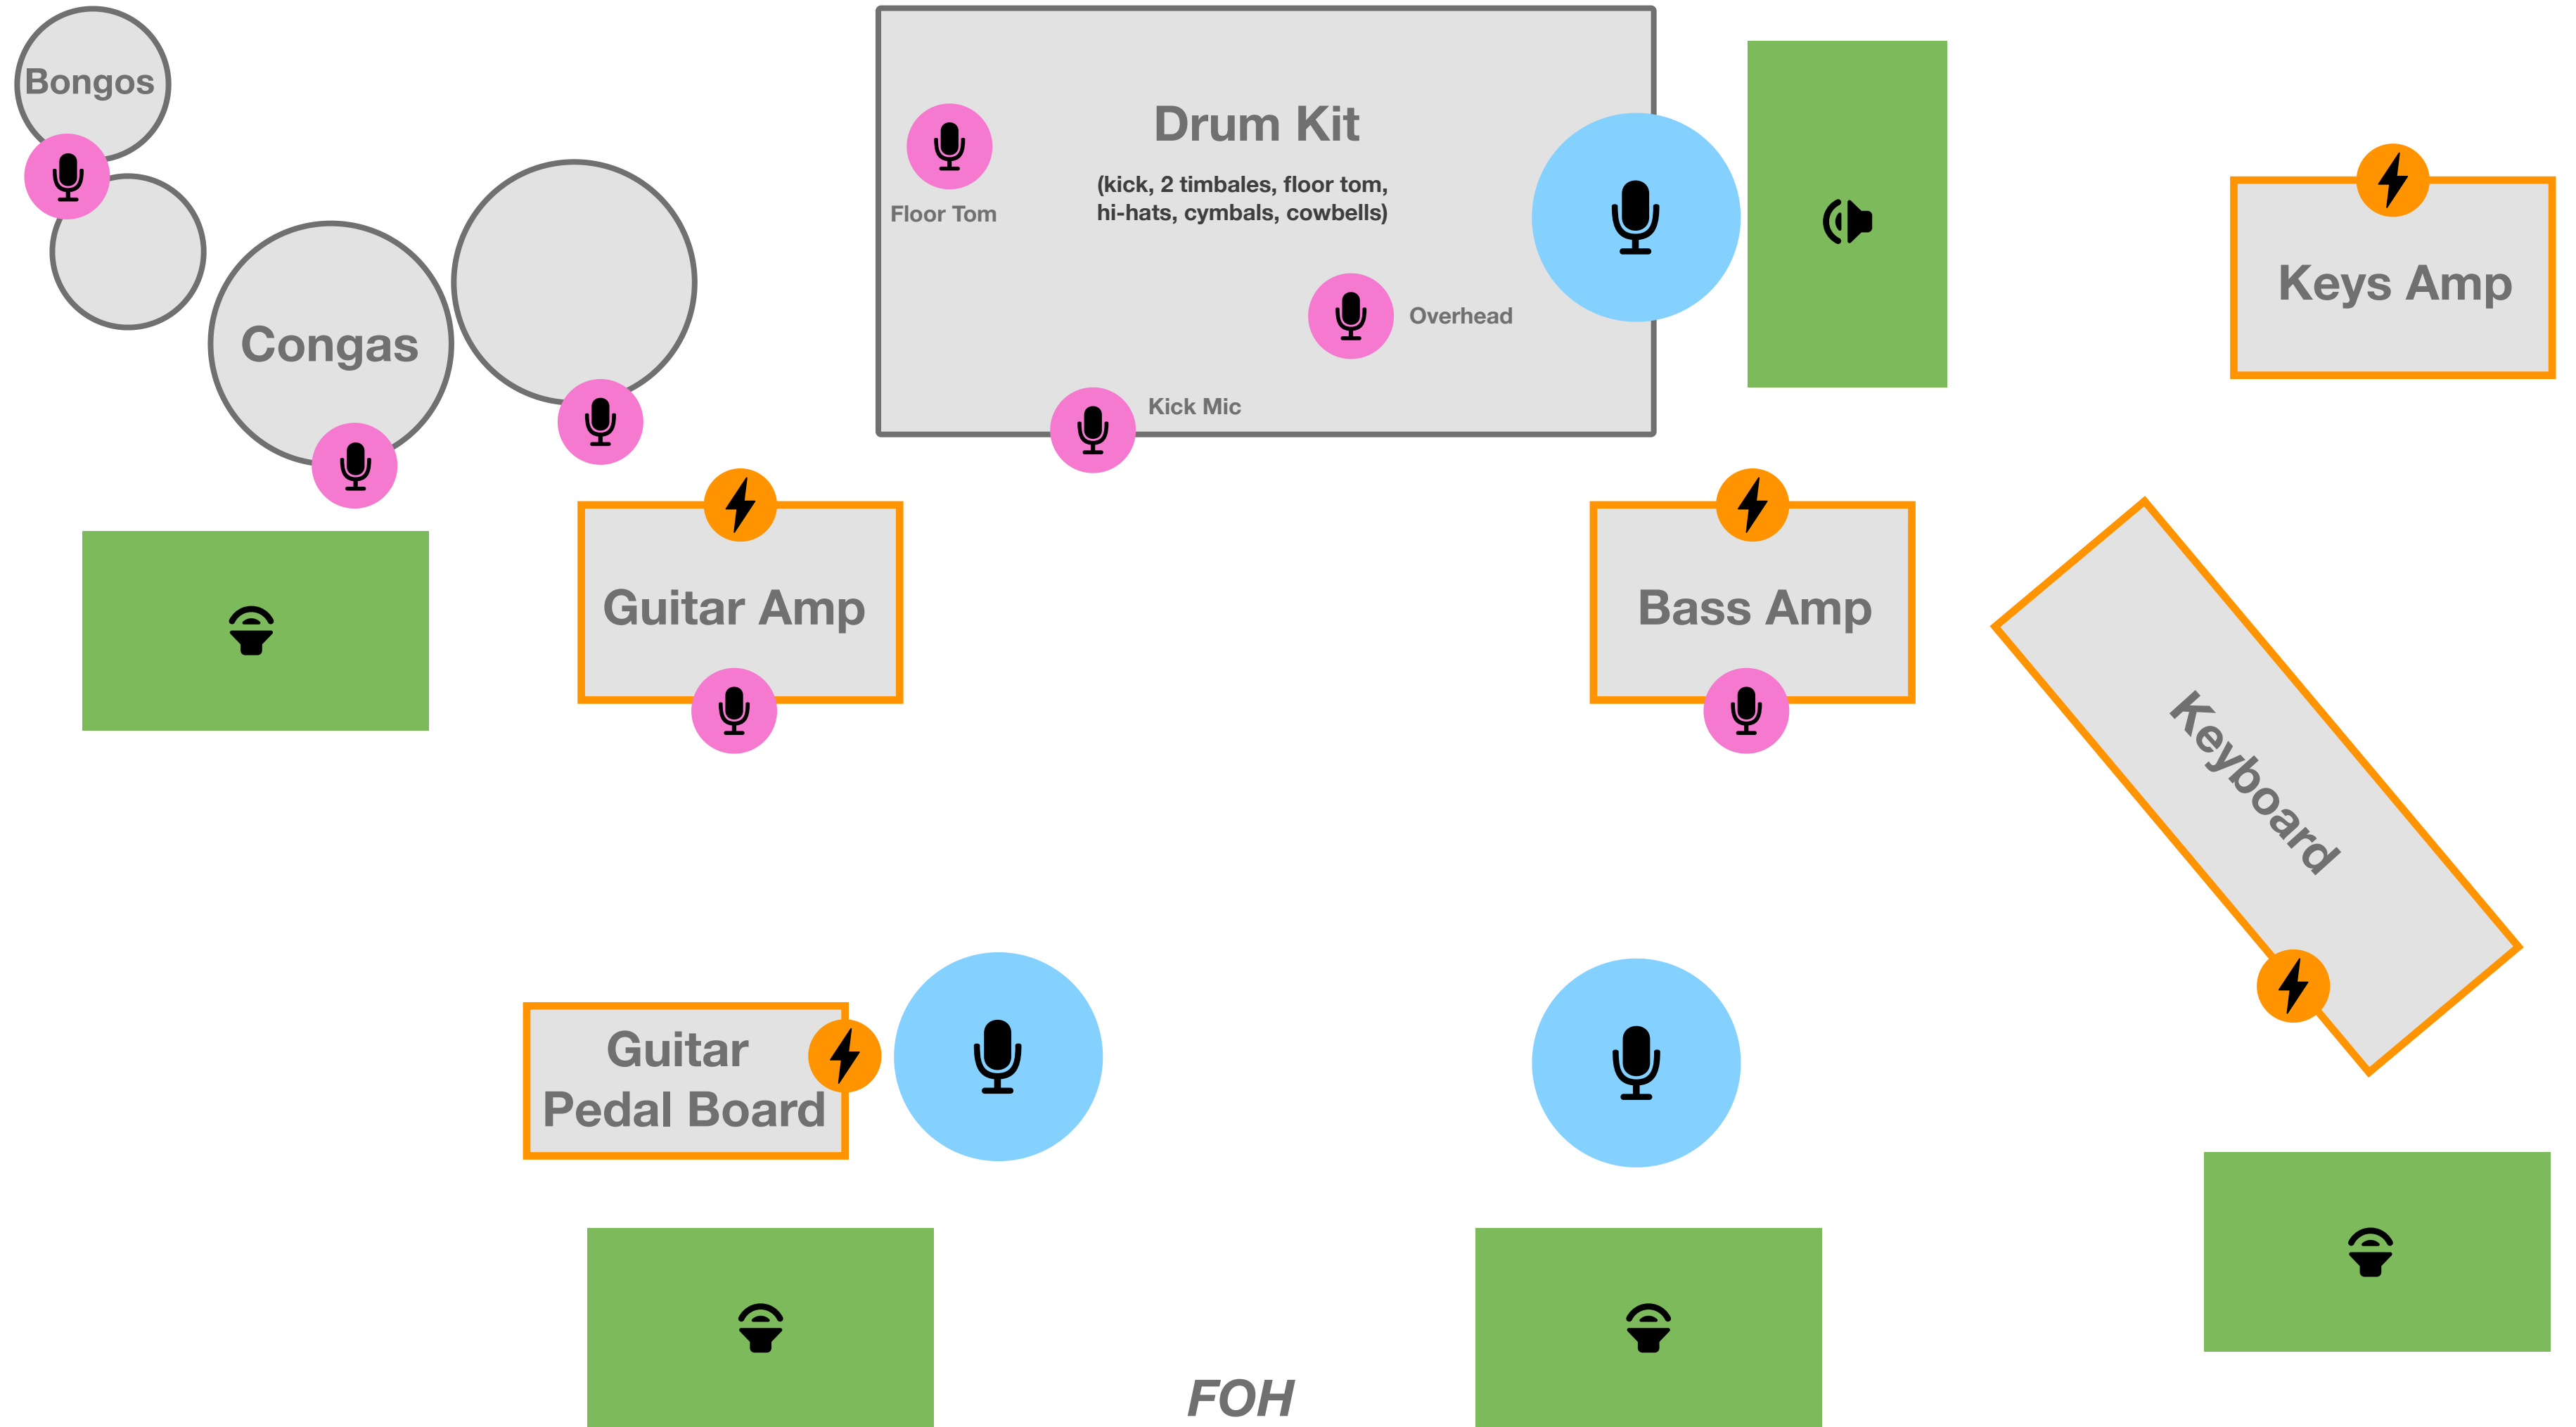 Bongos
Drum Kit
(kick, 2 timbales, floor tom,
hi-hats, cymbals, cowbells)
Floor Tom
Overhead
Keys Amp
Congas
Kick Mic
Guitar Amp
Bass Amp
Keyboard
Guitar
Pedal Board
FOH